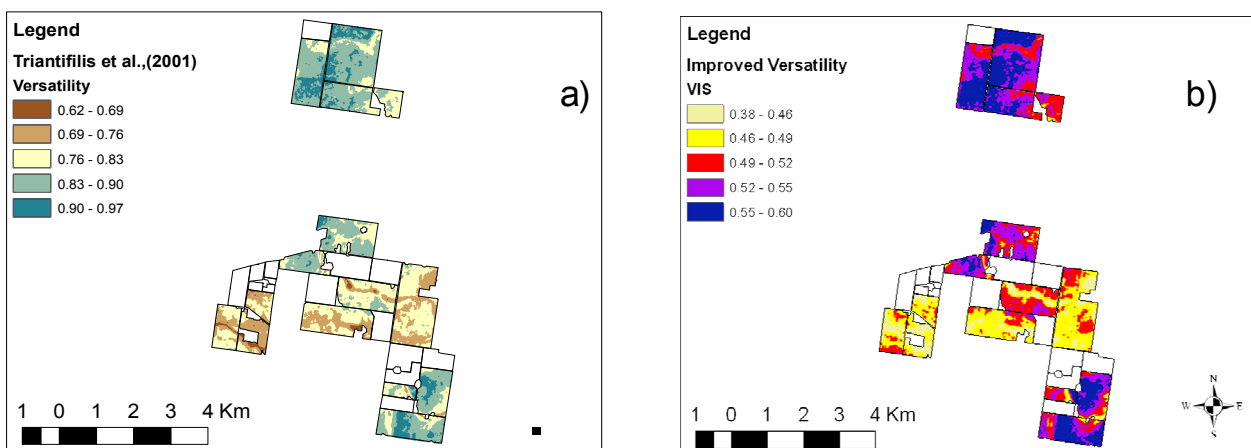 Legend
Triantifilis et al.,(2001)
Versatility
0.62 - 0.69
0.69 - 0.76
0.76 - 0.83
0.83 - 0.90
0.90 - 0.97
a)
1 0 1 2 3 4 Km
Legend
Improved Versatility
VIS
0.38 - 0.46
0.46 - 0.49
0.49 - 0.52
0.52 - 0.55
0.55 - 0.60
b)
N
W E
S
1 0 1 2 3 4 Km